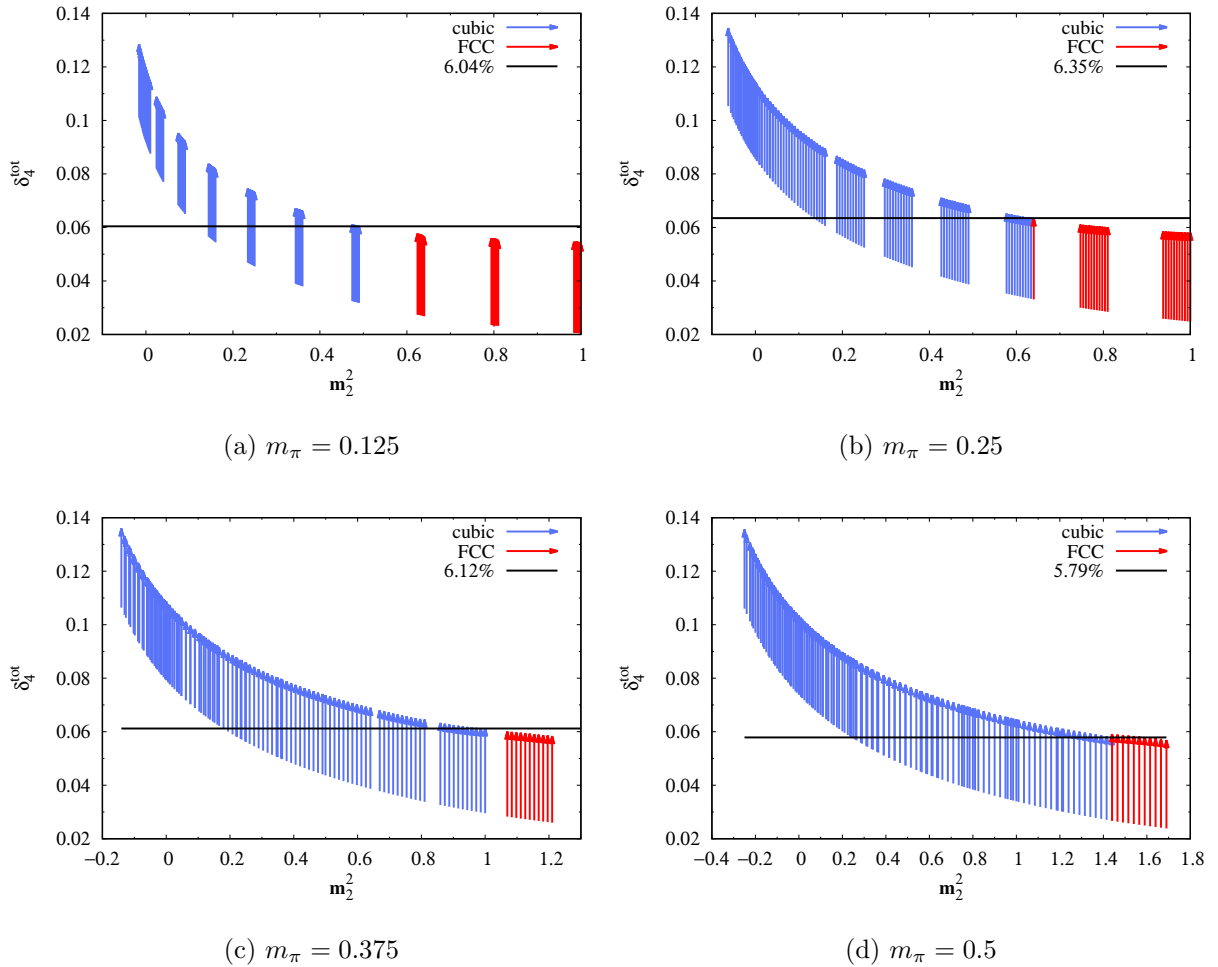 0.14
0.12
0.1
0.08
0.06
0.04
0.02
δ₄ᵗᵒᵗ
cubic
FCC
6.04%
0 0.2 0.4 0.6 0.8 1
m₂²
(a) mπ = 0.125
0.14
0.12
0.1
0.08
0.06
0.04
0.02
δ₄ᵗᵒᵗ
cubic
FCC
6.35%
0 0.2 0.4 0.6 0.8 1
m₂²
(b) mπ = 0.25
0.14
0.12
0.1
0.08
0.06
0.04
0.02
δ₄ᵗᵒᵗ
cubic
FCC
6.12%
−0.2 0 0.2 0.4 0.6 0.8 1 1.2
m₂²
(c) mπ = 0.375
0.14
0.12
0.1
0.08
0.06
0.04
0.02
δ₄ᵗᵒᵗ
cubic
FCC
5.79%
−0.4 −0.2 0 0.2 0.4 0.6 0.8 1 1.2 1.4 1.6 1.8
m₂²
(d) mπ = 0.5